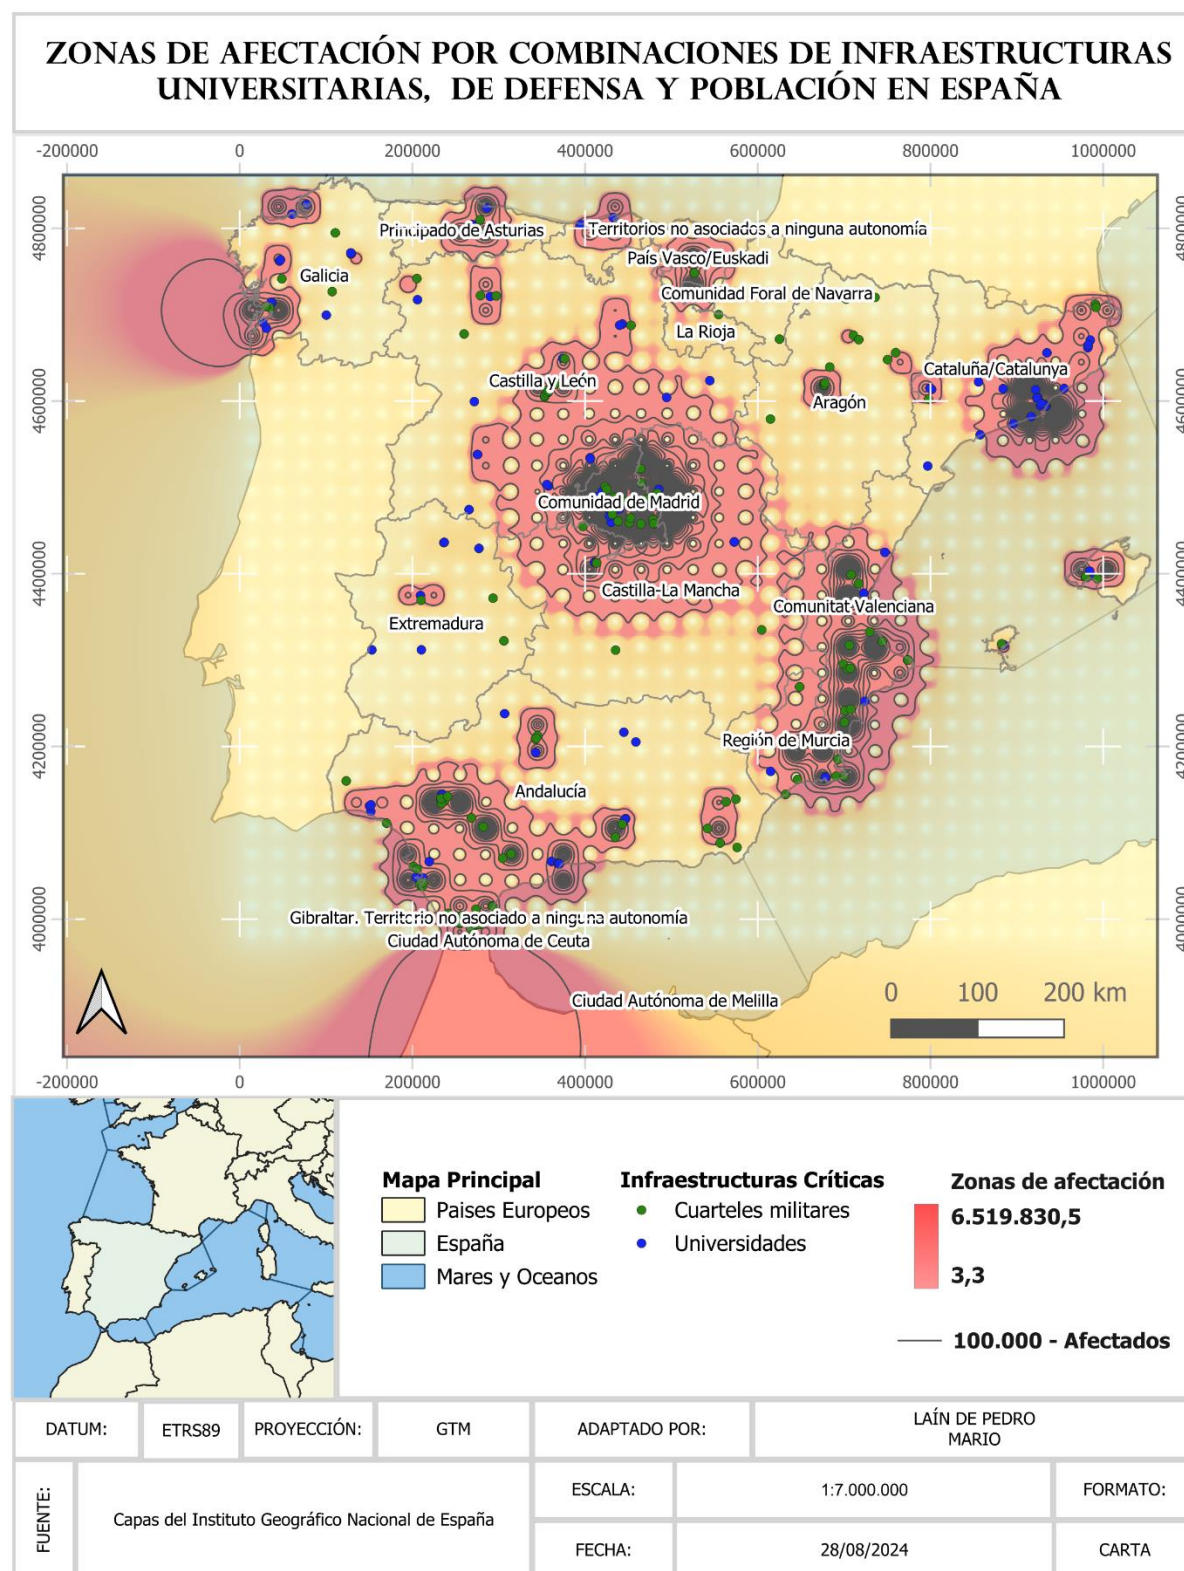 ZONAS DE AFECTACIÓN POR COMBINACIONES DE INFRAESTRUCTURAS
UNIVERSITARIAS, DE DEFENSA Y POBLACIÓN EN ESPAÑA
-200000 0 200000 400000 600000 800000 1000000
4800000 4800000
4600000 4600000
4400000 4400000
4200000 4200000
4000000 4000000
Principado de Asturias
Territorios no asociados a ninguna autonomía
País Vasco/Euskadi
Galicia
Comunidad Foral de Navarra
La Rioja
Cataluña/Catalunya
Castilla y León
Aragón
Comunidad de Madrid
Castilla-La Mancha
Comunitat Valenciana
Extremadura
Región de Murcia
Andalucía
Gibraltar. Territorio no asociado a ninguna autonomía
Ciudad Autónoma de Ceuta
Ciudad Autónoma de Melilla
0 100 200 km
-200000 0 200000 400000 600000 800000 1000000
Mapa Principal
Paises Europeos
España
Mares y Oceanos
Infraestructuras Críticas
Cuarteles militares
Universidades
Zonas de afectación
6.519.830,5
3,3
100.000 - Afectados
DATUM: ETRS89 PROYECCIÓN: GTM ADAPTADO POR: LAÍN DE PEDRO
MARIO
FUENTE: Capas del Instituto Geográfico Nacional de España
ESCALA: 1:7.000.000 FORMATO:
FECHA: 28/08/2024 CARTA